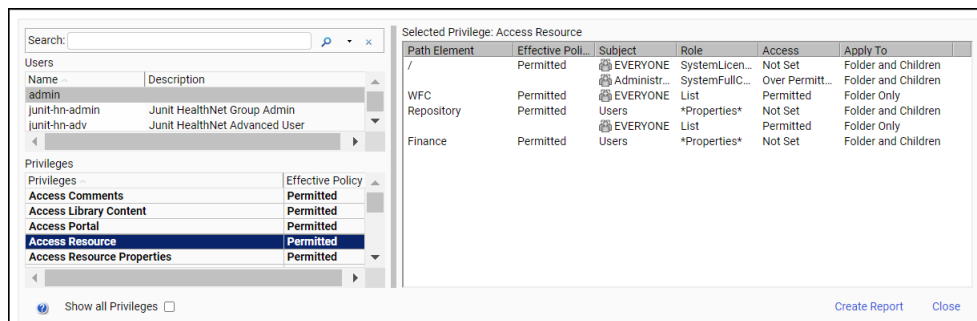 Search:
Users
Name Description
admin
junit-hn-admin Junit HealthNet Group Admin
junit-hn-adv Junit HealthNet Advanced User
Privileges
Privileges Effective Policy
Access Comments Permitted
Access Library Content Permitted
Access Portal Permitted
Access Resource Permitted
Access Resource Properties Permitted
Show all Privileges
Selected Privilege: Access Resource
Path Element Effective Poli... Subject Role Access Apply To
/ Permitted EVERYONE SystemLicen... Not Set Folder and Children
Administr... SystemFullC... Over Permitt... Folder and Children
WFC Permitted EVERYONE List Permitted Folder Only
Repository Permitted Users *Properties* Not Set Folder and Children
EVERYONE List Permitted Folder Only
Finance Permitted Users *Properties* Not Set Folder and Children
Create Report Close